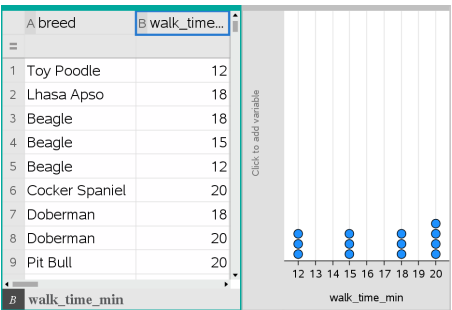 A breed B walk_time...
=
1 Toy Poodle 12
2 Lhasa Apso 18
3 Beagle 18
4 Beagle 15
5 Beagle 12
6 Cocker Spaniel 20
7 Doberman 18
8 Doberman 20
9 Pit Bull 20
B walk_time_min
Click to add variable
12 13 14 15 16 17 18 19 20
walk_time_min